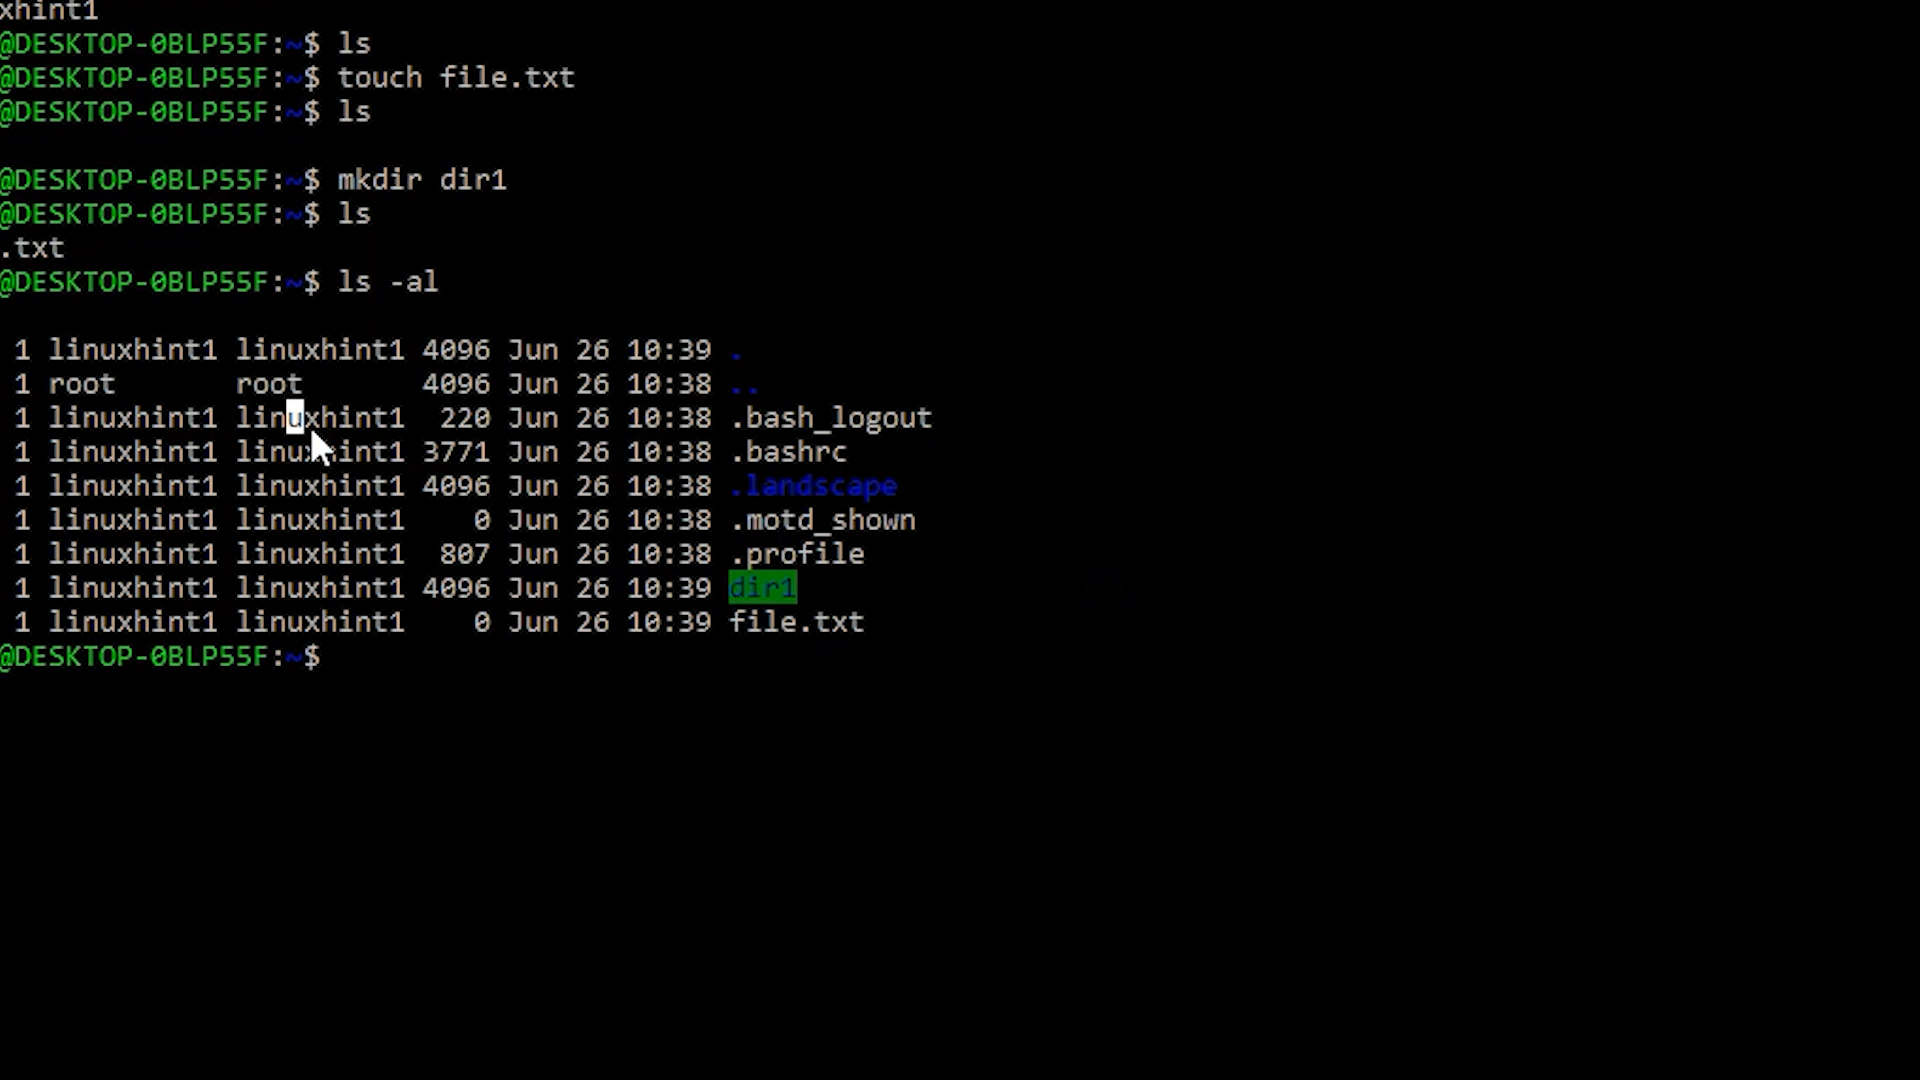 xhint1
@DESKTOP-0BLP55F:~$ ls
@DESKTOP-0BLP55F:~$ touch file.txt
@DESKTOP-0BLP55F:~$ ls
@DESKTOP-0BLP55F:~$ mkdir dir1
@DESKTOP-0BLP55F:~$ ls
.txt
@DESKTOP-0BLP55F:~$ ls -al
1 linuxhint1 linuxhint1 4096 Jun 26 10:39 .
1 root       root       4096 Jun 26 10:38 ..
1 linuxhint1 linuxhint1  220 Jun 26 10:38 .bash_logout
1 linuxhint1 linuxhint1 3771 Jun 26 10:38 .bashrc
1 linuxhint1 linuxhint1 4096 Jun 26 10:38 .landscape
1 linuxhint1 linuxhint1    0 Jun 26 10:38 .motd_shown
1 linuxhint1 linuxhint1  807 Jun 26 10:38 .profile
1 linuxhint1 linuxhint1 4096 Jun 26 10:39 dir1
1 linuxhint1 linuxhint1    0 Jun 26 10:39 file.txt
@DESKTOP-0BLP55F:~$